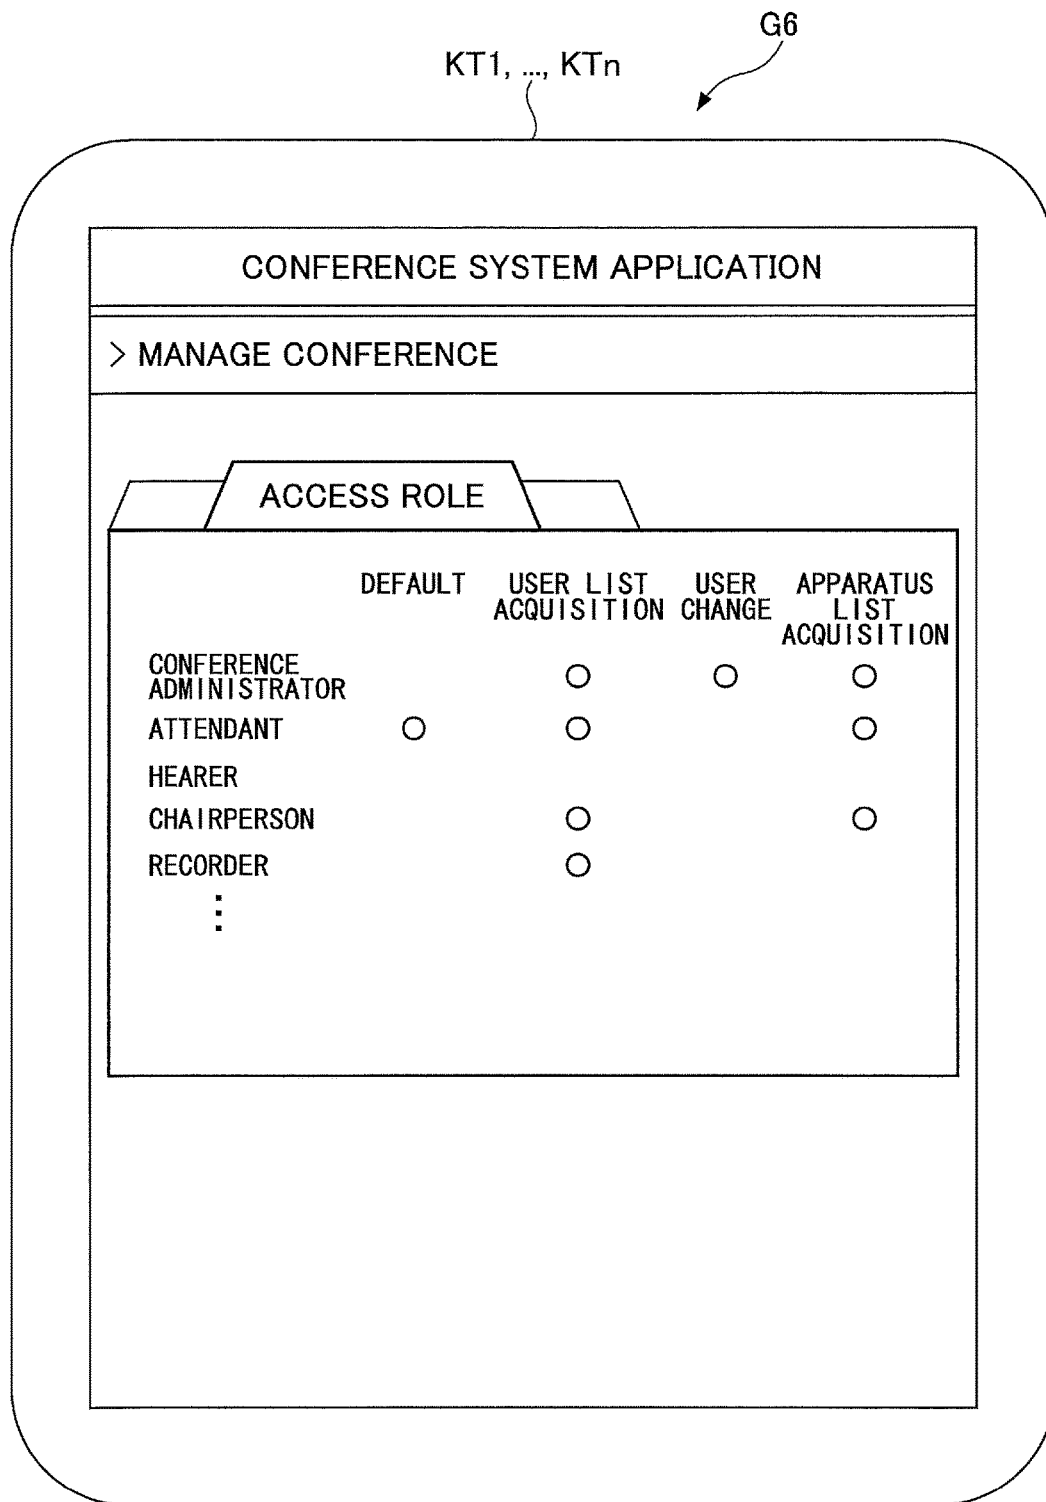 G6
KT1, ..., KTn
CONFERENCE SYSTEM APPLICATION
> MANAGE CONFERENCE
ACCESS ROLE
DEFAULT USER LIST ACQUISITION USER CHANGE APPARATUS LIST ACQUISITION
CONFERENCE ADMINISTRATOR ○ ○ ○
ATTENDANT ○ ○ ○
HEARER
CHAIRPERSON ○ ○
RECORDER ○
⋮